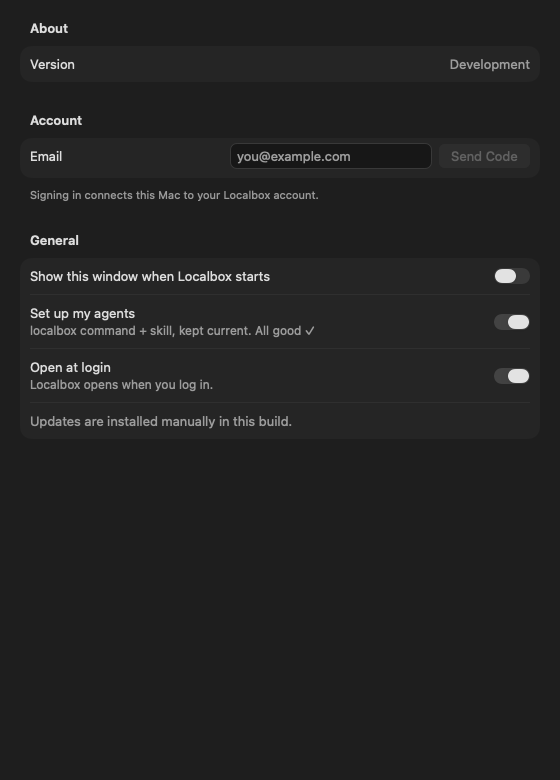 About
Version Development
Account
Email you@example.com Send Code
Signing in connects this Mac to your Localbox account.
General
Show this window when Localbox starts
Set up my agents
localbox command + skill, kept current. All good ✓
Open at login
Localbox opens when you log in.
Updates are installed manually in this build.